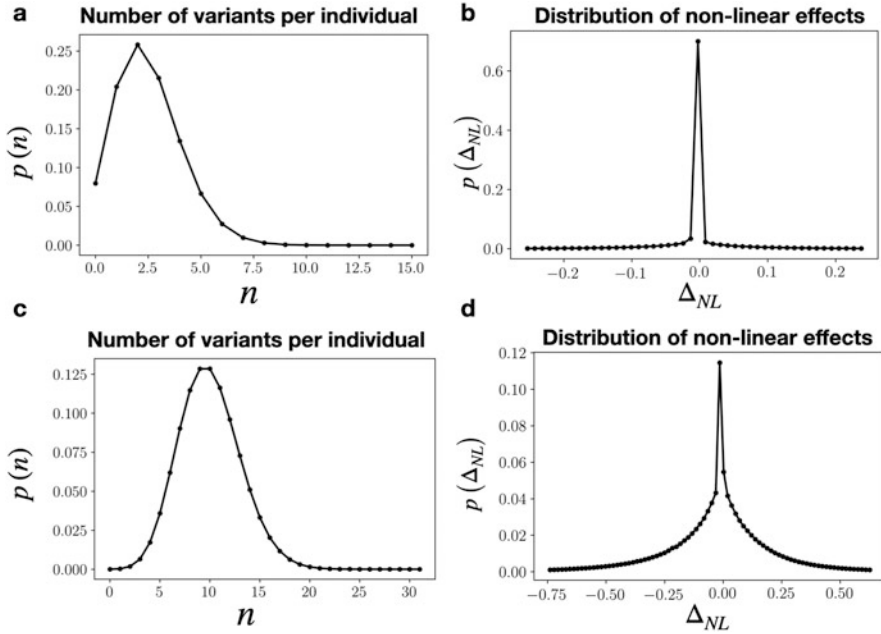 a
Number of variants per individual
p (n)
0.25
0.20
0.15
0.10
0.05
0.00
0.0 2.5 5.0 7.5 10.0 12.5 15.0
n
b
Distribution of non-linear effects
p (Δ_NL)
0.6
0.4
0.2
0.0
−0.2 −0.1 0.0 0.1 0.2
Δ_NL
c
Number of variants per individual
p (n)
0.125
0.100
0.075
0.050
0.025
0.000
0 5 10 15 20 25 30
n
d
Distribution of non-linear effects
p (Δ_NL)
0.12
0.10
0.08
0.06
0.04
0.02
0.00
−0.75 −0.50 −0.25 0.00 0.25 0.50
Δ_NL